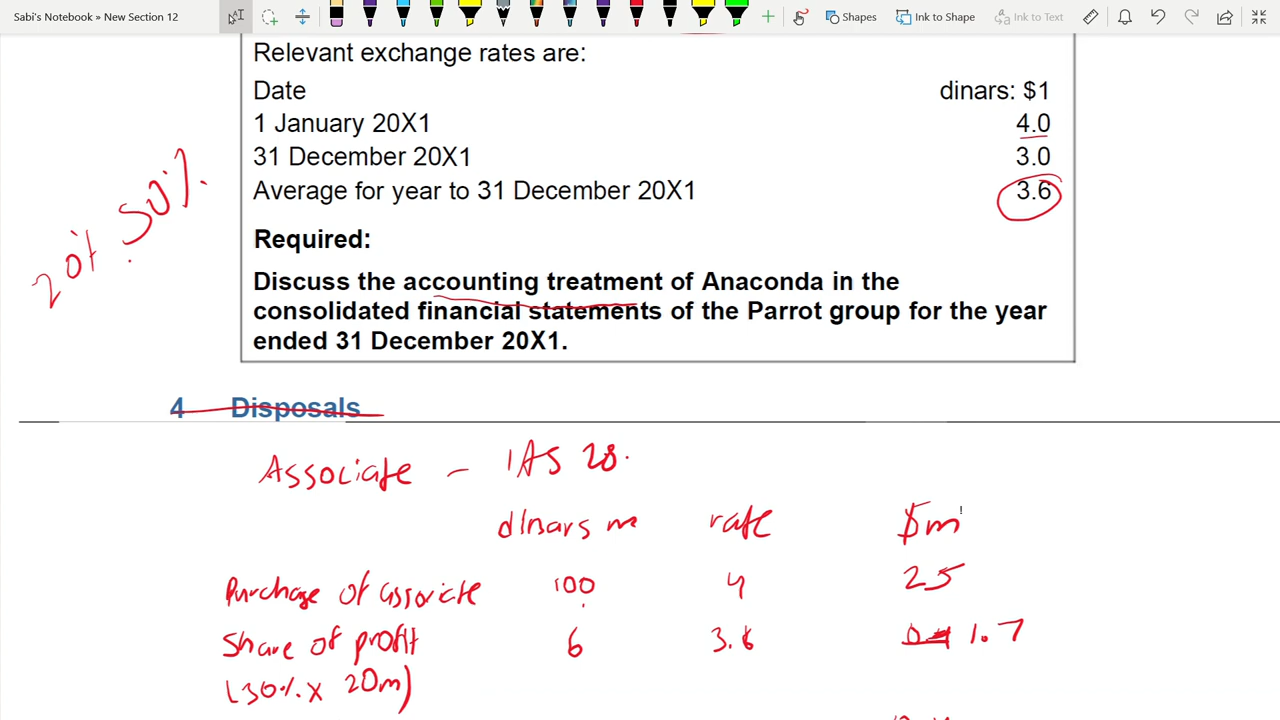 Sabi's Notebook » New Section 12
Shapes
Ink to Shape
Ink to Text
Relevant exchange rates are:
Date dinars: $1
1 January 20X1 4.0
31 December 20X1 3.0
Average for year to 31 December 20X1 3.6
20% 50%
Required:
Discuss the accounting treatment of Anaconda in the
consolidated financial statements of the Parrot group for the year
ended 31 December 20X1.
4 Disposals
Associate - IAS 28.
dinars m rate $m
Purchase of associate 100 4 25
Share of profit 6 3.6 1.7
(30% x 20m)